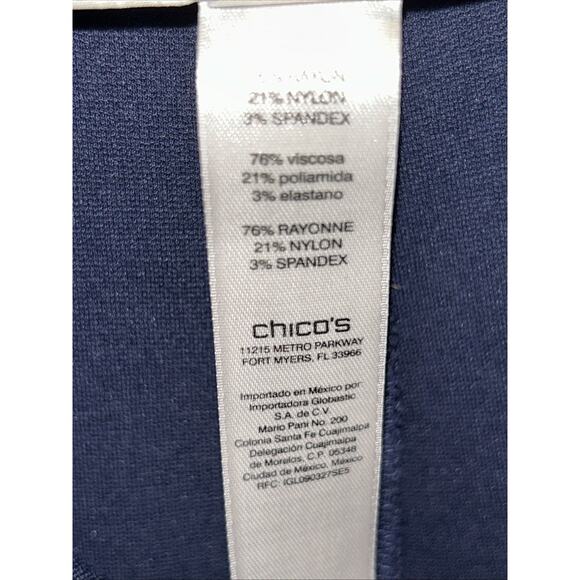 21% NYLON
3% SPANDEX
76% viscosa
21% poliamida
3% elastano
76% RAYONNE
21% NYLON
3% SPANDEX
chico's
11215 METRO PARKWAY
FORT MYERS, FL 33966
Importado en México por:
Importadora Globastic
S.A. de C.V.
Mario Pani No. 200
Colonia Santa Fe Cuajimalpa
Delegación Cuajimalpa
de Morelos, C.P. 05348
Ciudad de México, México
RFC: IGL090327SE5